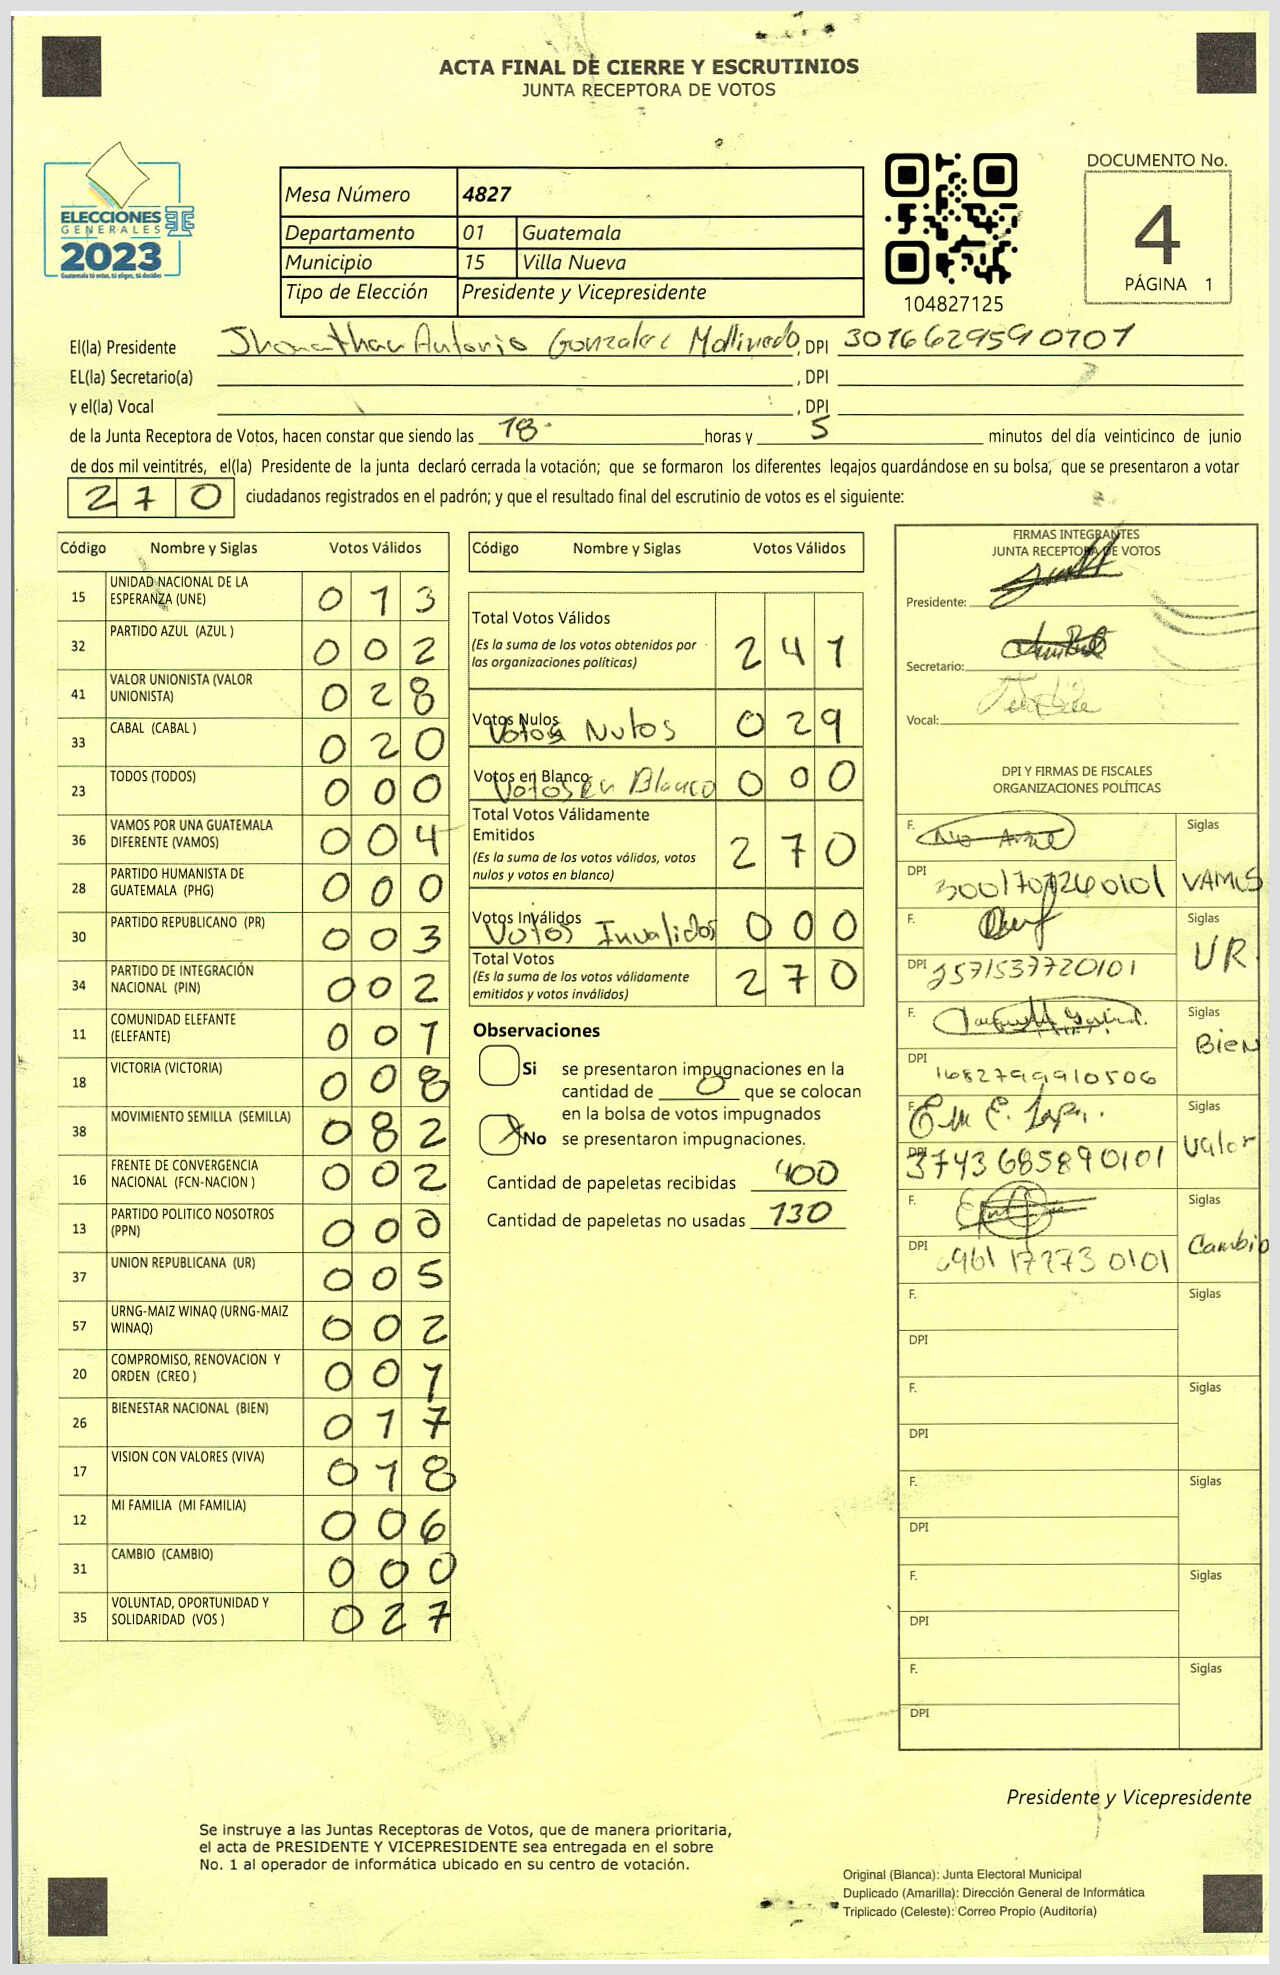 ACTA FINAL DE CIERRE Y ESCRUTINIOS
JUNTA RECEPTORA DE VOTOS
ELECCIONES
GENERALES
2023
Guatemala tú votas, tú eliges, tú decides
Mesa Número 4827
Departamento 01 Guatemala
Municipio 15 Villa Nueva
Tipo de Elección Presidente y Vicepresidente
104827125
DOCUMENTO No.
4
PÁGINA 1
El(la) Presidente Jhonathan Antonio Gonzalez Mollinedo, DPI 3016629590101
EL(la) Secretario(a) , DPI
y el(la) Vocal , DPI
de la Junta Receptora de Votos, hacen constar que siendo las 18 horas y 5 minutos del día veinticinco de junio
de dos mil veintitrés, el(la) Presidente de la junta declaró cerrada la votación; que se formaron los diferentes legajos guardándose en su bolsa; que se presentaron a votar
270 ciudadanos registrados en el padrón; y que el resultado final del escrutinio de votos es el siguiente:
Código Nombre y Siglas Votos Válidos
15 UNIDAD NACIONAL DE LA ESPERANZA (UNE) 013
32 PARTIDO AZUL (AZUL ) 002
41 VALOR UNIONISTA (VALOR UNIONISTA) 028
33 CABAL (CABAL ) 020
23 TODOS (TODOS) 000
36 VAMOS POR UNA GUATEMALA DIFERENTE (VAMOS) 004
28 PARTIDO HUMANISTA DE GUATEMALA (PHG) 000
30 PARTIDO REPUBLICANO (PR) 003
34 PARTIDO DE INTEGRACIÓN NACIONAL (PIN) 002
11 COMUNIDAD ELEFANTE (ELEFANTE) 001
18 VICTORIA (VICTORIA) 008
38 MOVIMIENTO SEMILLA (SEMILLA) 082
16 FRENTE DE CONVERGENCIA NACIONAL (FCN-NACION ) 002
13 PARTIDO POLITICO NOSOTROS (PPN) 000
37 UNION REPUBLICANA (UR) 005
57 URNG-MAIZ WINAQ (URNG-MAIZ WINAQ) 002
20 COMPROMISO, RENOVACION Y ORDEN (CREO ) 001
26 BIENESTAR NACIONAL (BIEN) 017
17 VISION CON VALORES (VIVA) 018
12 MI FAMILIA (MI FAMILIA) 006
31 CAMBIO (CAMBIO) 000
35 VOLUNTAD, OPORTUNIDAD Y SOLIDARIDAD (VOS ) 027
Código Nombre y Siglas Votos Válidos
Total Votos Válidos
(Es la suma de los votos obtenidos por
las organizaciones políticas) 241
Votos Nulos Votos Nulos 029
Votos en Blanco Votos en Blanco 000
Total Votos Válidamente
Emitidos
(Es la suma de los votos válidos, votos
nulos y votos en blanco) 270
Votos Inválidos Votos Invalidos 000
Total Votos
(Es la suma de los votos válidamente
emitidos y votos inválidos) 270
Observaciones
Si se presentaron impugnaciones en la
cantidad de 0 que se colocan
en la bolsa de votos impugnados
X No se presentaron impugnaciones.
Cantidad de papeletas recibidas 400
Cantidad de papeletas no usadas 130
FIRMAS INTEGRANTES
JUNTA RECEPTORA DE VOTOS
Presidente:
Secretario:
Vocal:
DPI Y FIRMAS DE FISCALES
ORGANIZACIONES POLÍTICAS
F. Siglas
DPI VAMOS
F. Siglas
DPI 2571537720101 UR
F. Siglas
DPI 1682799910506 Bien
F. Siglas
DPI 3743685890101 Valor
F. Siglas
DPI Cambio
F. Siglas
DPI
F. Siglas
DPI
F. Siglas
DPI
F. Siglas
DPI
F. Siglas
DPI
Presidente y Vicepresidente
Se instruye a las Juntas Receptoras de Votos, que de manera prioritaria,
el acta de PRESIDENTE Y VICEPRESIDENTE sea entregada en el sobre
No. 1 al operador de informática ubicado en su centro de votación.
Original (Blanca): Junta Electoral Municipal
Duplicado (Amarilla): Dirección General de Informática
Triplicado (Celeste): Correo Propio (Auditoría)